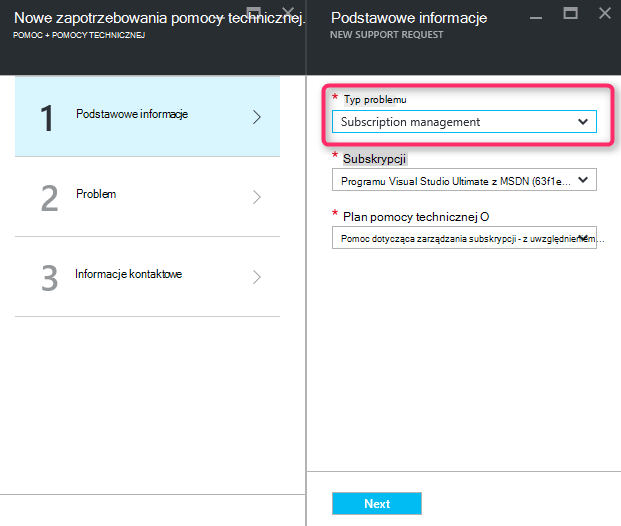 Nowe zapotrzebowania pomocy technicznej.
POMOC + POMOCY TECHNICZNEJ
1 Podstawowe informacje
2 Problem
3 Informacje kontaktowe
Podstawowe informacje
NEW SUPPORT REQUEST
* Typ problemu
Subscription management
* Subskrypcji
Programu Visual Studio Ultimate z MSDN (63f1e...
* Plan pomocy technicznej O
Pomoc dotycząca zarządzania subskrypcji - z uwzględnieniem...
Next